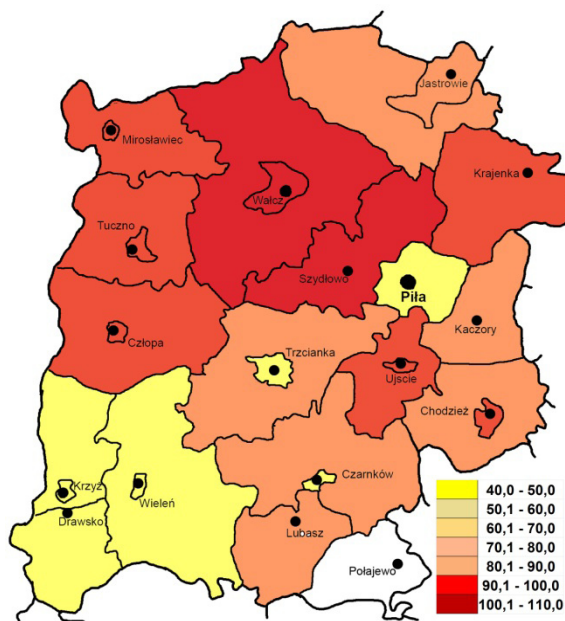 Jastrowie
Mirosławiec
Krajenka
Wałcz
Tuczno
Szydłowo
Piła
Kaczory
Człopa
Trzcianka
Ujscie
Chodzież
Krzyż
Wieleń
Czarnków
Drawsko
Lubasz
Połajewo
40,0 - 50,0
50,1 - 60,0
60,1 - 70,0
70,1 - 80,0
80,1 - 90,0
90,1 - 100,0
100,1 - 110,0